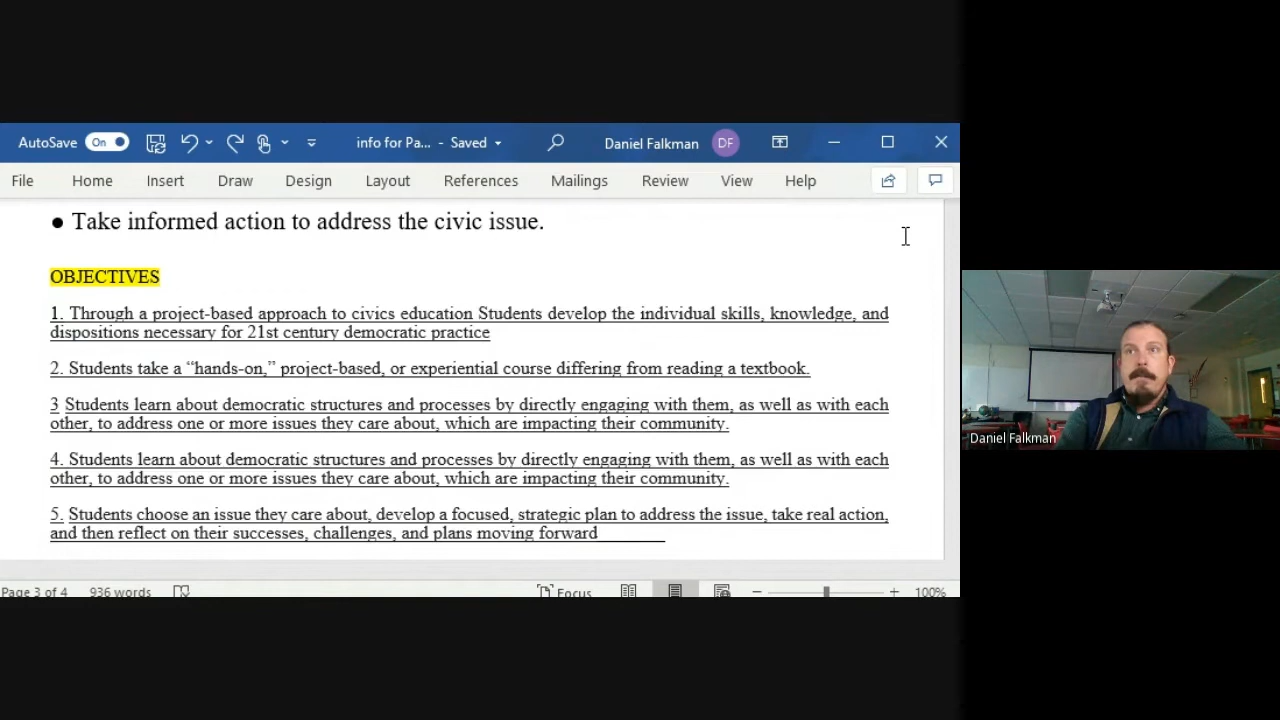 AutoSave On info for Pa... - Saved Daniel Falkman DF
File Home Insert Draw Design Layout References Mailings Review View Help
● Take informed action to address the civic issue.
OBJECTIVES
1. Through a project-based approach to civics education Students develop the individual skills, knowledge, and
dispositions necessary for 21st century democratic practice
2. Students take a “hands-on,” project-based, or experiential course differing from reading a textbook.
3 Students learn about democratic structures and processes by directly engaging with them, as well as with each
other, to address one or more issues they care about, which are impacting their community.
4. Students learn about democratic structures and processes by directly engaging with them, as well as with each
other, to address one or more issues they care about, which are impacting their community.
5. Students choose an issue they care about, develop a focused, strategic plan to address the issue, take real action,
and then reflect on their successes, challenges, and plans moving forward
Page 3 of 4 936 words Focus 100%
Daniel Falkman